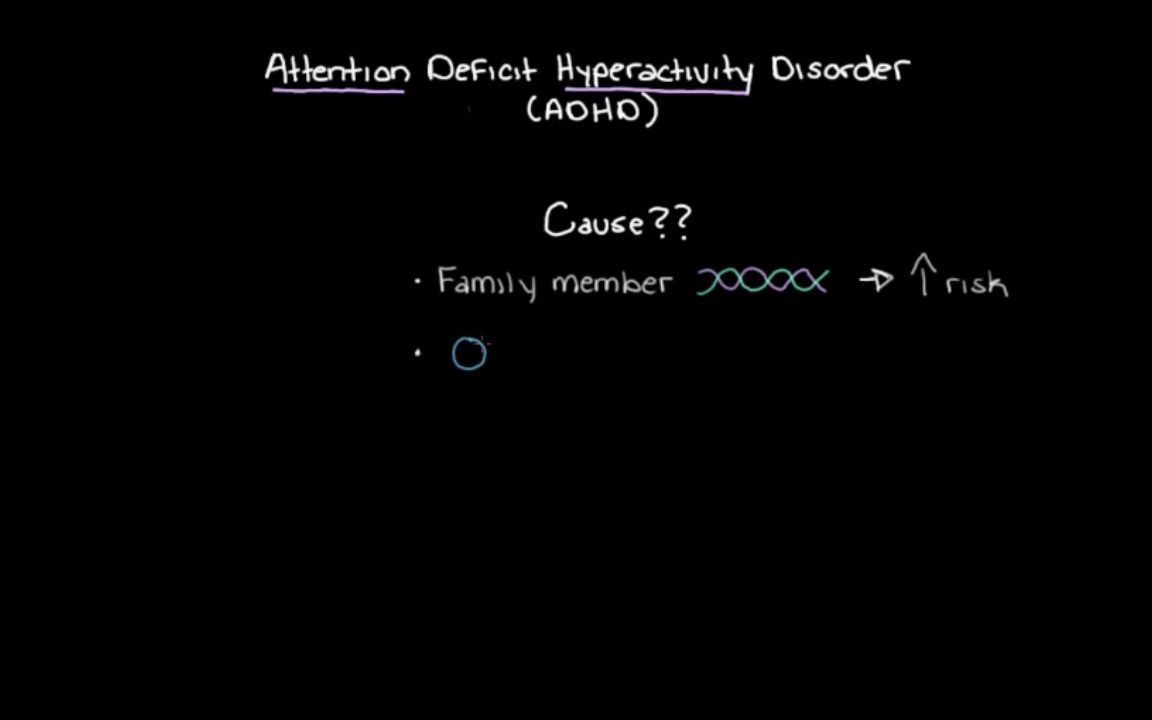 Attention Deficit Hyperactivity Disorder
(ADHD)
Cause??
· Family member → ↑ risk
·